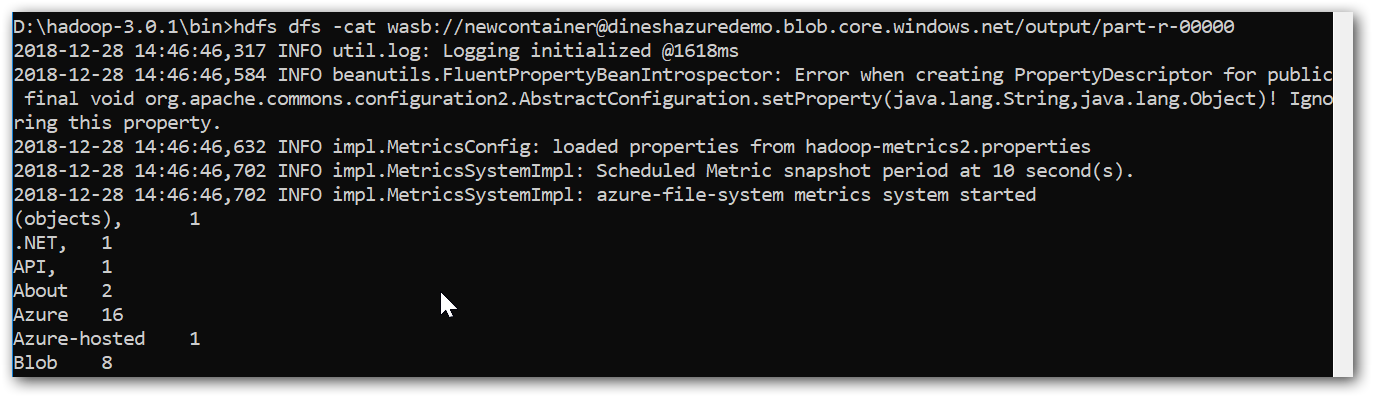 D:\hadoop-3.0.1\bin>hdfs dfs -cat wasb://newcontainer@dineshazuredemo.blob.core.windows.net/output/part-r-00000
2018-12-28 14:46:46,317 INFO util.log: Logging initialized @1618ms
2018-12-28 14:46:46,584 INFO beanutils.FluentPropertyBeanIntrospector: Error when creating PropertyDescriptor for public
 final void org.apache.commons.configuration2.AbstractConfiguration.setProperty(java.lang.String,java.lang.Object)! Igno
ring this property.
2018-12-28 14:46:46,632 INFO impl.MetricsConfig: loaded properties from hadoop-metrics2.properties
2018-12-28 14:46:46,702 INFO impl.MetricsSystemImpl: Scheduled Metric snapshot period at 10 second(s).
2018-12-28 14:46:46,702 INFO impl.MetricsSystemImpl: azure-file-system metrics system started
(objects),      1
.NET,   1
API,    1
About   2
Azure   16
Azure-hosted    1
Blob    8